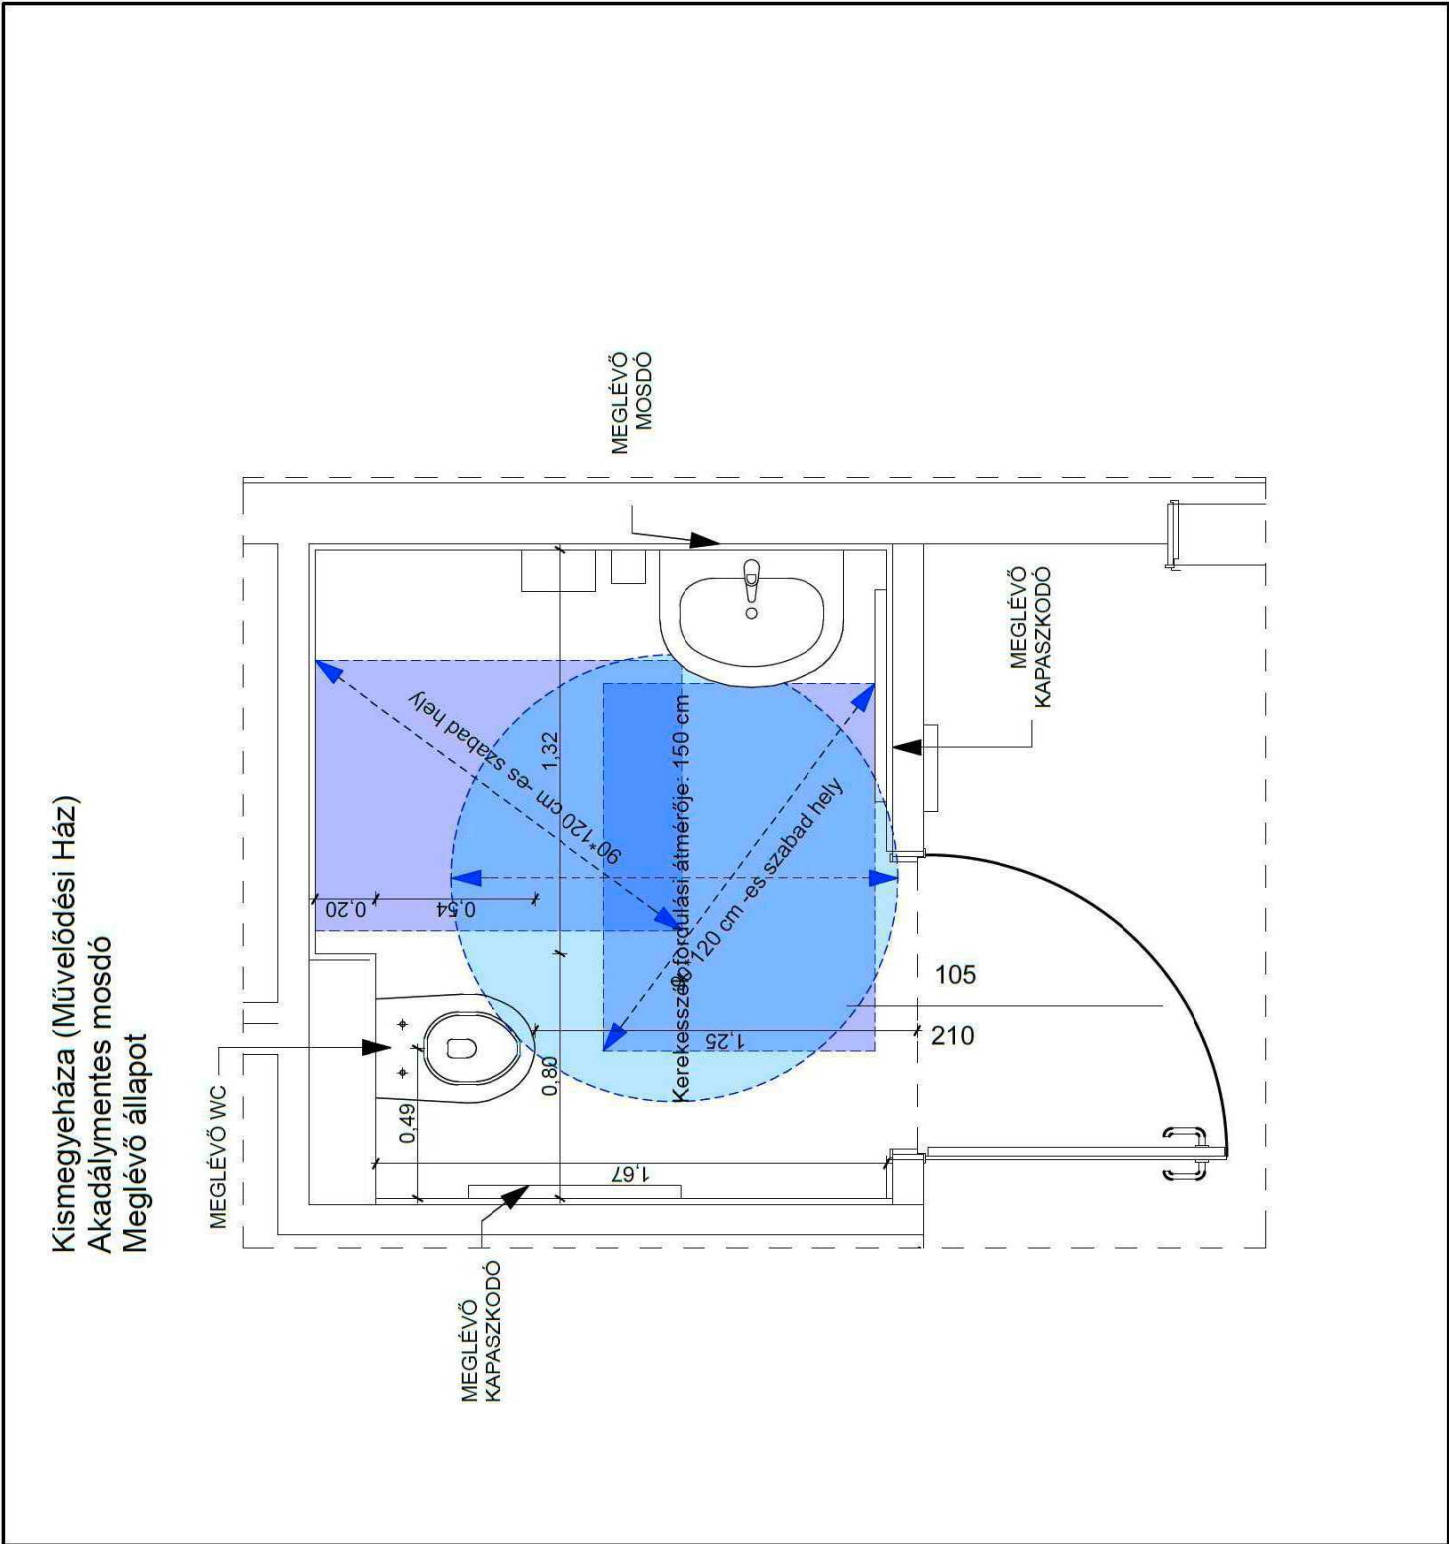 Kismegyeháza (Művelődési Ház)
Akadálymentes mosdó
Meglévő állapot
MEGLÉVŐ WC
MEGLÉVŐ
KAPASZKODÓ
MEGLÉVŐ
MOSDÓ
MEGLÉVŐ
KAPASZKODÓ
90*120 cm -es szabad hely
1,32
0,20
0,54
Kerekesszék fordulási átmérője: 150 cm
90*120 cm -es szabad hely
0,49
0,80
1,25
1,67
105
210